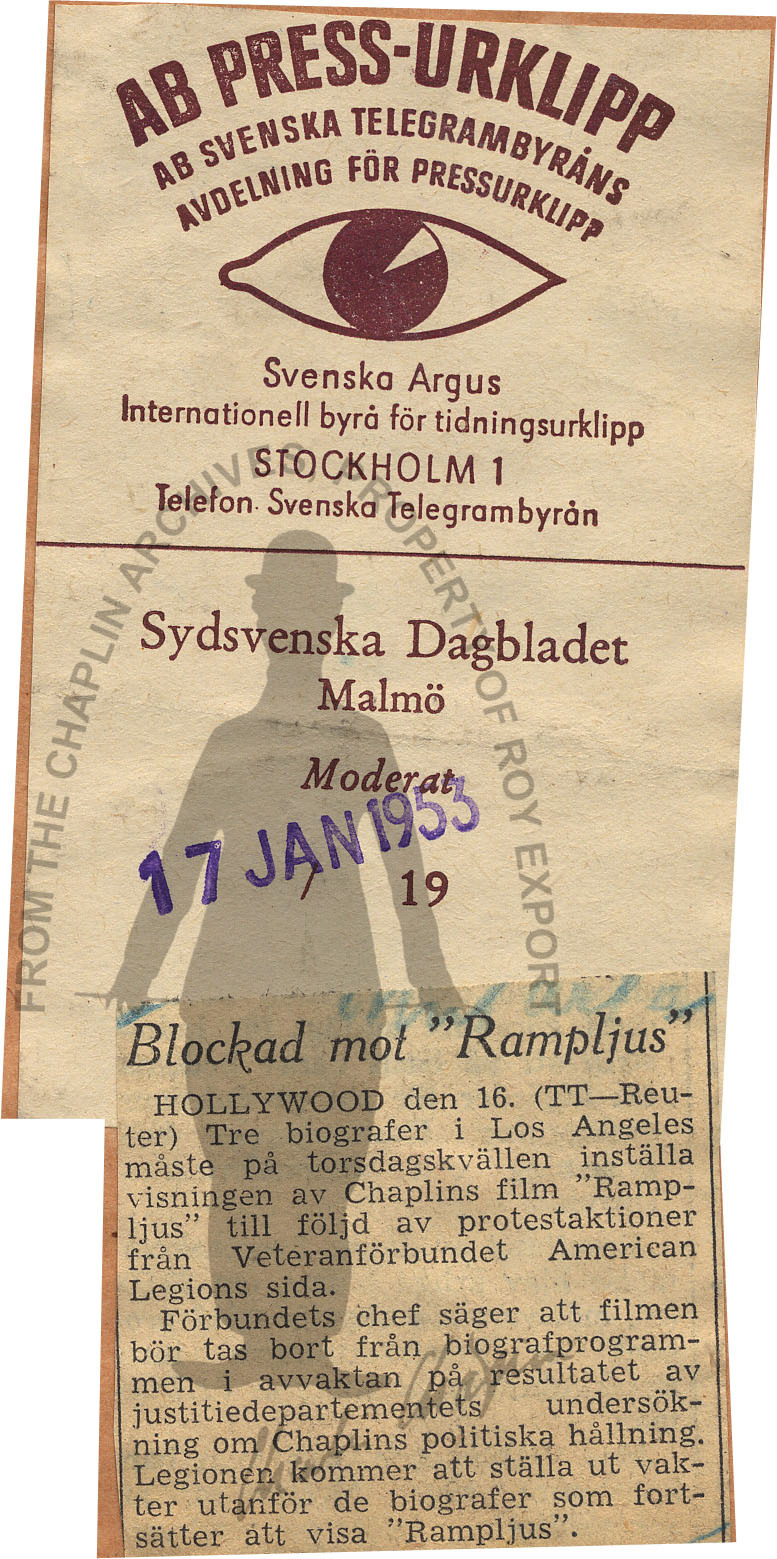 AB PRESS-URKLIPP
AB SVENSKA TELEGRAMBYRÅNS
AVDELNING FÖR PRESSURKLIPP
Svenska Argus
Internationell byrå för tidningsurklipp
STOCKHOLM 1
Telefon. Svenska Telegrambyrån
FROM THE CHAPLIN ARCHIVES, PROPERTY OF ROY EXPORT
Sydsvenska Dagbladet
Malmö
Moderat
17 JAN 1953
/ 19
Blockad mot "Rampljus"
HOLLYWOOD den 16. (TT—Reu-
ter) Tre biografer i Los Angeles
måste på torsdagskvällen inställa
visningen av Chaplins film "Ramp-
ljus" till följd av protestaktioner
från Veteranförbundet American
Legions sida.
Förbundets chef säger att filmen
bör tas bort från biografprogram-
men i avvaktan på resultatet av
justitiedepartementets undersök-
ning om Chaplins politiska hållning.
Legionen kommer att ställa ut vak-
ter utanför de biografer som fort-
sätter att visa "Rampljus".